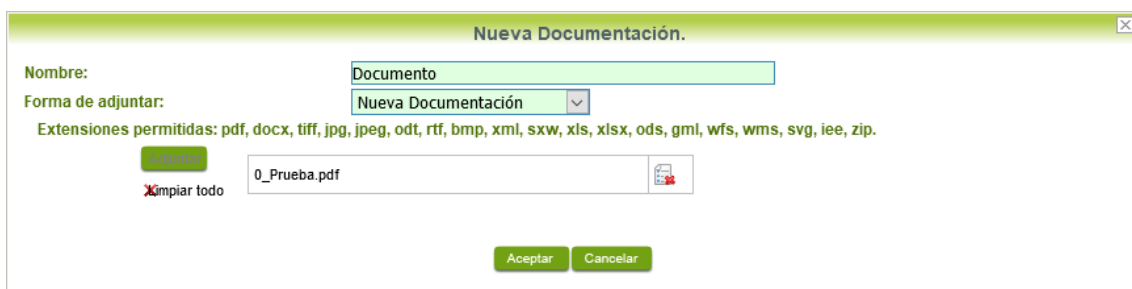 Nueva Documentación.
Nombre: Documento
Forma de adjuntar: Nueva Documentación
Extensiones permitidas: pdf, docx, tiff, jpg, jpeg, odt, rtf, bmp, xml, sxw, xls, xlsx, ods, gml, wfs, wms, svg, iee, zip.
Adjuntar
0_Prueba.pdf
Limpiar todo
Aceptar Cancelar